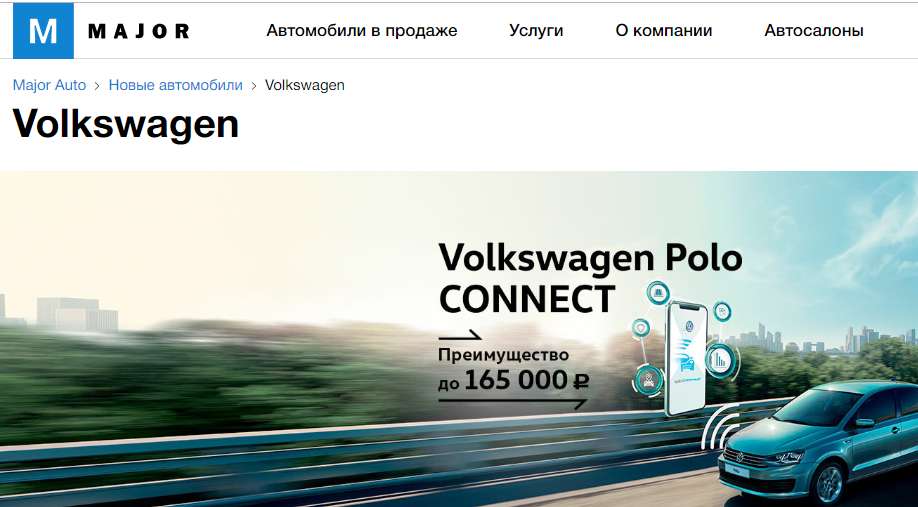 M MAJOR
Автомобили в продаже Услуги О компании Автосалоны
Major Auto > Новые автомобили > Volkswagen
Volkswagen
Volkswagen Polo
CONNECT
Преимущество
до 165 000 ₽